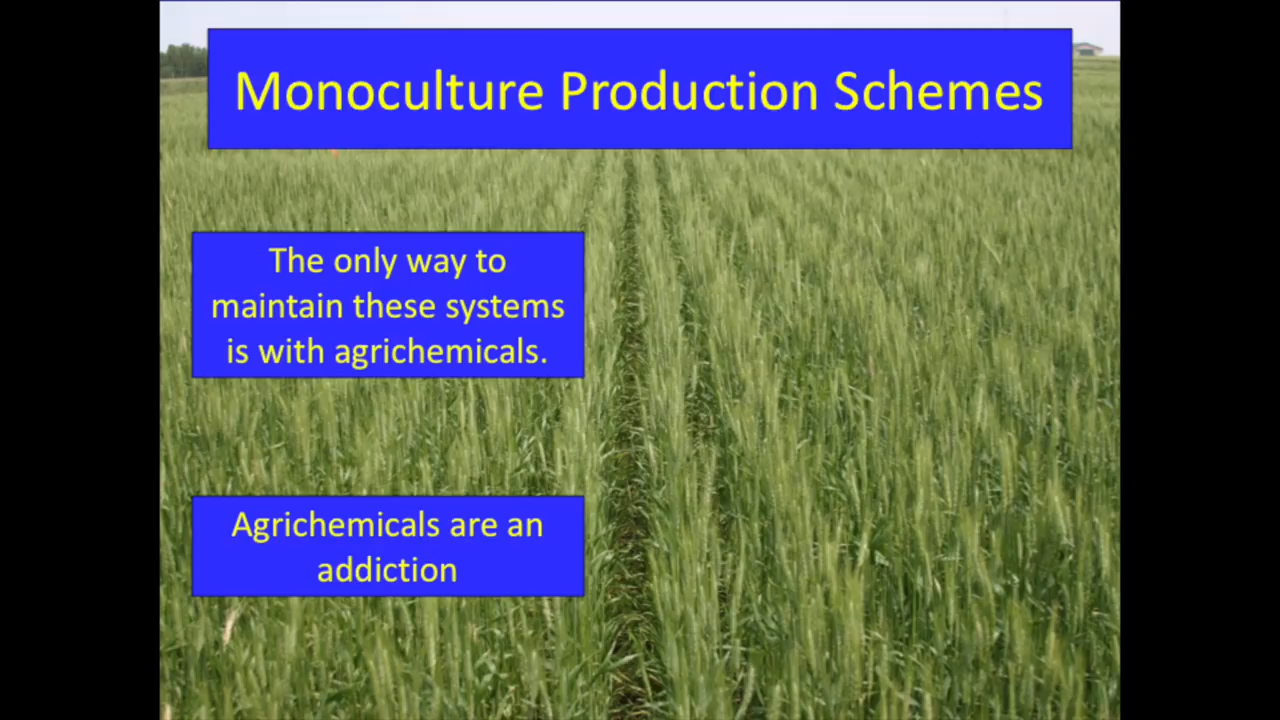 Monoculture Production Schemes
The only way to
maintain these systems
is with agrichemicals.
Agrichemicals are an
addiction